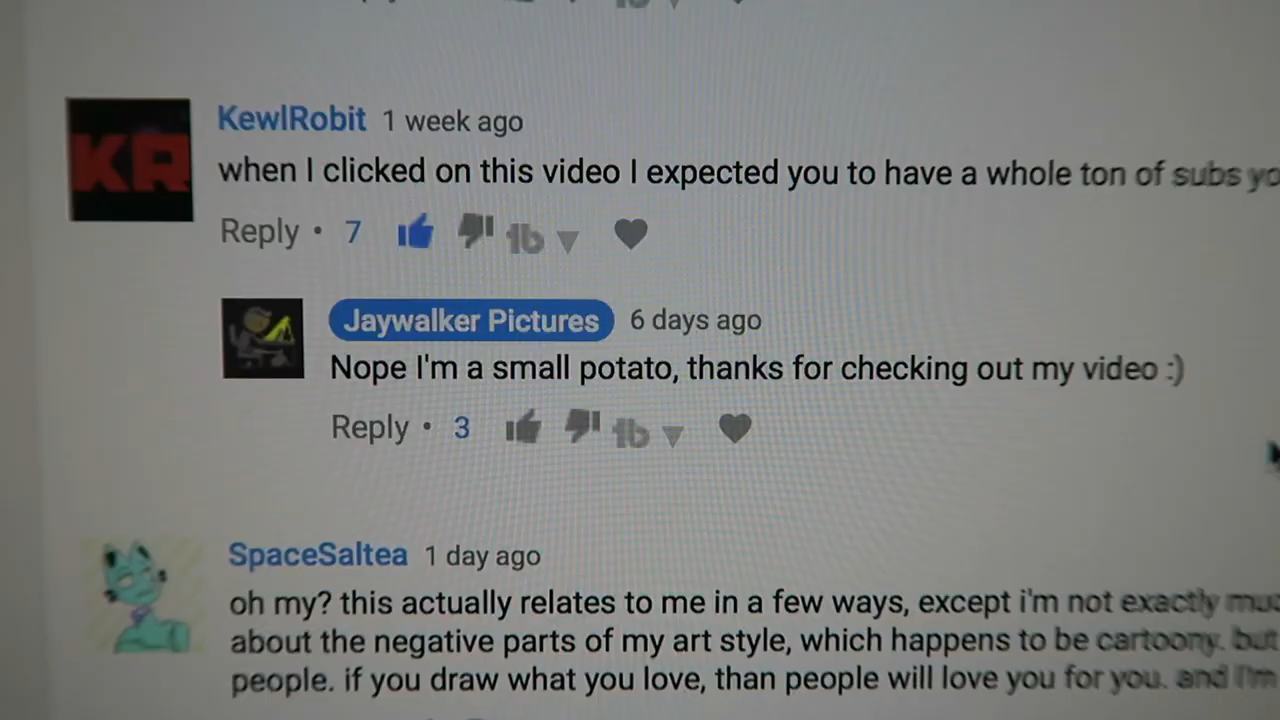 KewlRobit 1 week ago
when I clicked on this video I expected you to have a whole ton of subs yo
KR
Reply • 7
Jaywalker Pictures 6 days ago
Nope I'm a small potato, thanks for checking out my video :)
Reply • 3
SpaceSaltea 1 day ago
oh my? this actually relates to me in a few ways, except i'm not exactly
about the negative parts of my art style, which happens to be cartoony. but
people. if you draw what you love, than people will love you for you. and I'm